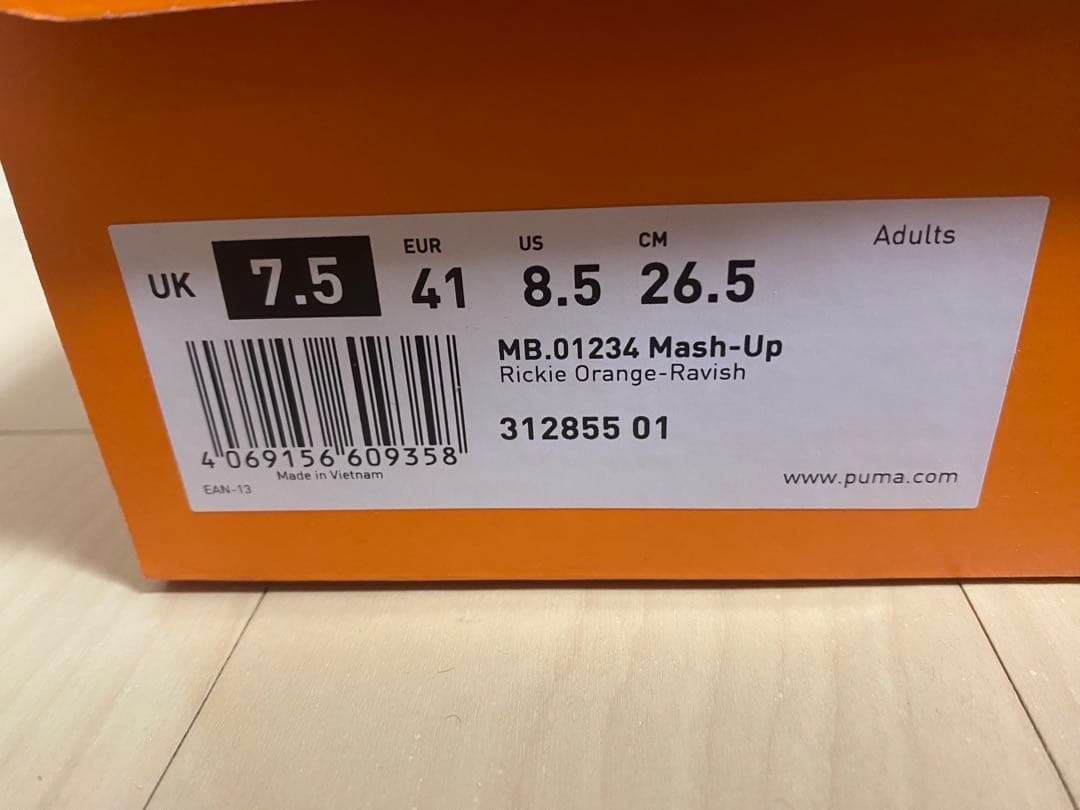 Adults
UK 7.5
EUR 41
US 8.5
CM 26.5
MB.01234 Mash-Up
Rickie Orange-Ravish
312855 01
4 069156 609358
Made in Vietnam
EAN-13
www.puma.com